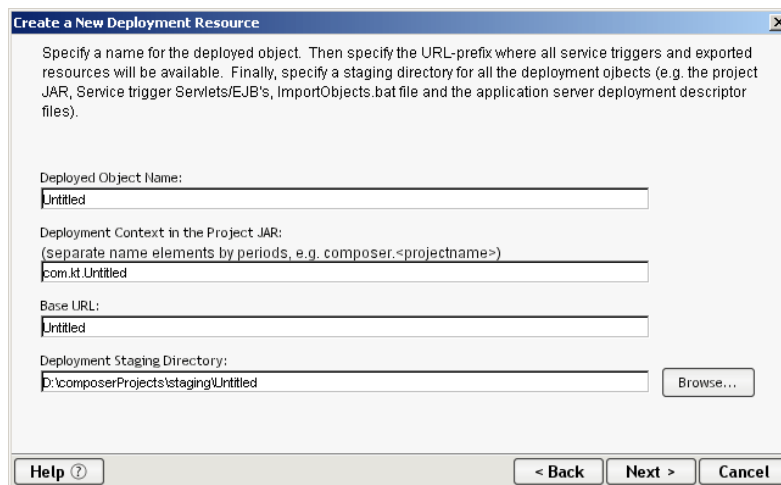 Create a New Deployment Resource
Specify a name for the deployed object. Then specify the URL-prefix where all service triggers and exported
resources will be available. Finally, specify a staging directory for all the deployment ojbects (e.g. the project
JAR, Service trigger Servlets/EJB's, ImportObjects.bat file and the application server deployment descriptor
files).
Deployed Object Name:
Untitled
Deployment Context in the Project JAR:
(separate name elements by periods, e.g. composer.<projectname>)
com.kt.Untitled
Base URL:
Untitled
Deployment Staging Directory:
D:\composerProjects\staging\Untitled
Browse...
Help ?
< Back
Next >
Cancel